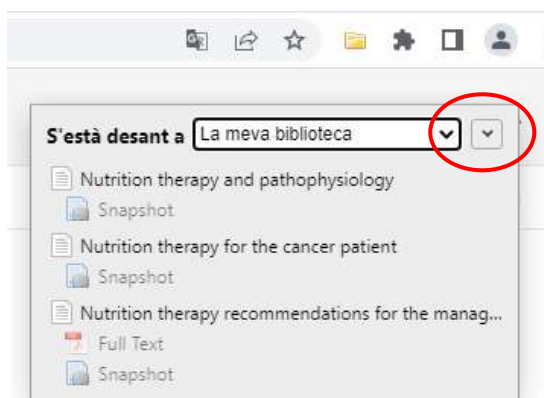 S'està desant a La meva biblioteca
Nutrition therapy and pathophysiology
Snapshot
Nutrition therapy for the cancer patient
Snapshot
Nutrition therapy recommendations for the manag...
Full Text
Snapshot